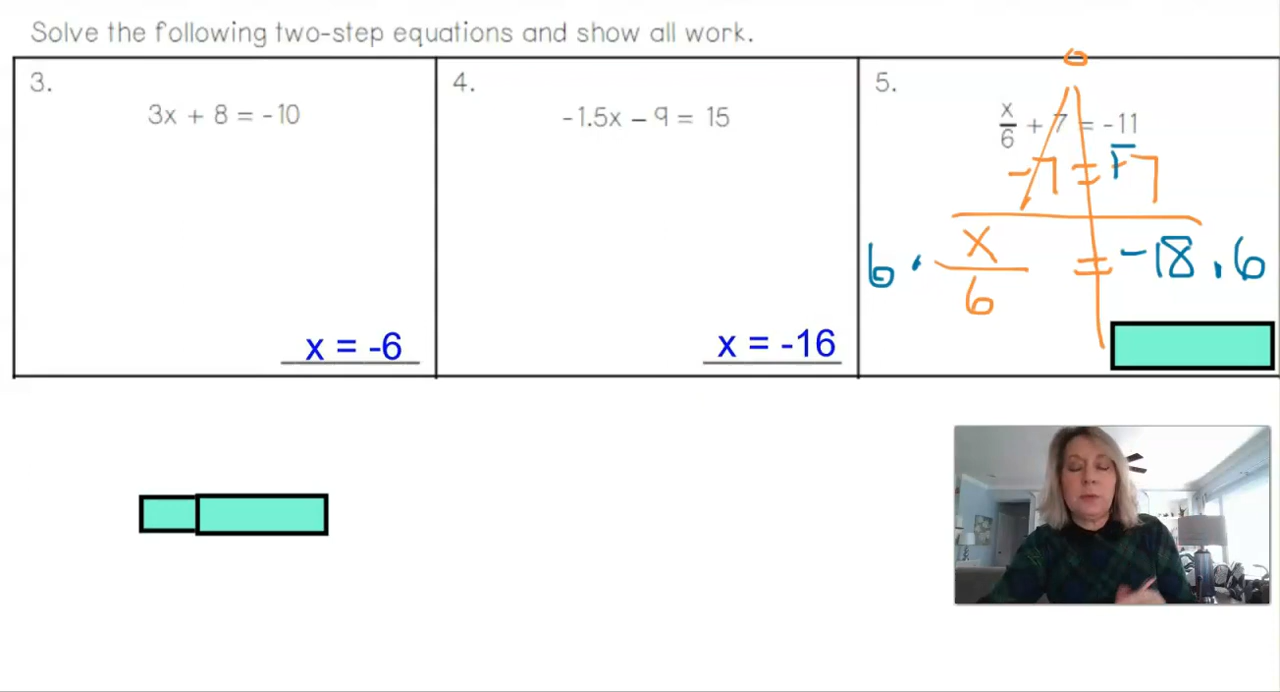 Solve the following two-step equations and show all work.
3.
3x + 8 = -10
x = -6
4.
-1.5x – 9 = 15
x = -16
5.
0
x/6 + 7 = -11
-7 = -7
6 · x/6 = -18 · 6